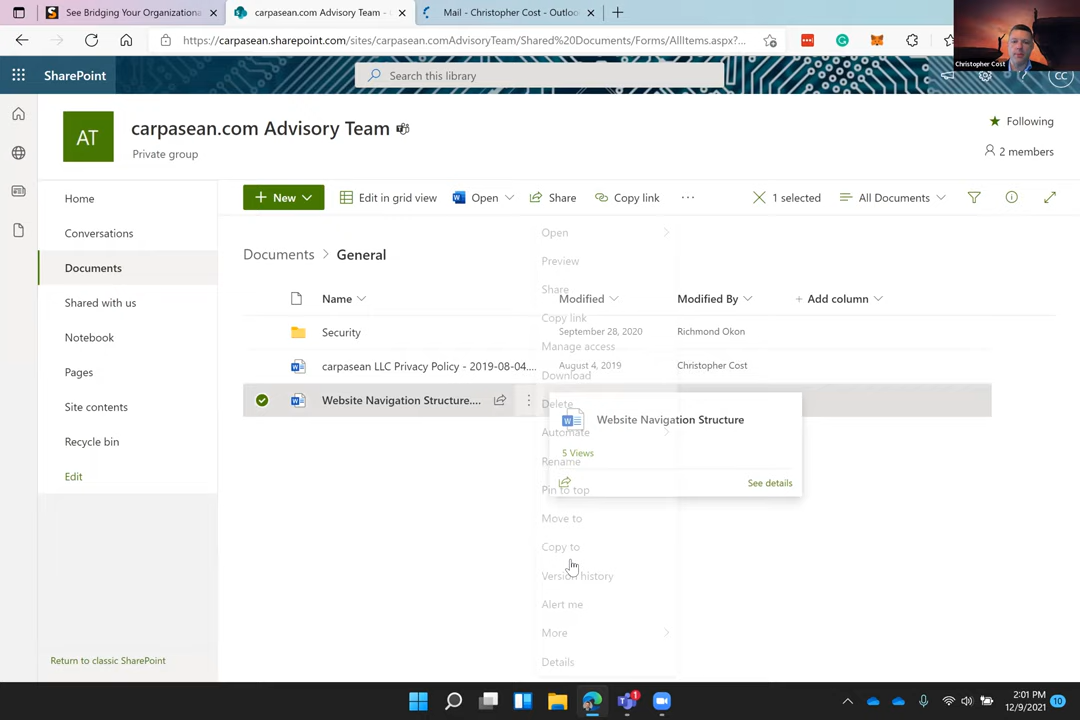 See Bridging Your Organizationa
carpasean.com Advisory Team -
Mail - Christopher Cost - Outloo
https://carpasean.sharepoint.com/sites/carpasean.comAdvisoryTeam/Shared%20Documents/Forms/AllItems.aspx?...
Christopher Cost
SharePoint
Search this library
CC
AT
carpasean.com Advisory Team
Private group
Following
2 members
Home
Conversations
Documents
Shared with us
Notebook
Pages
Site contents
Recycle bin
Edit
Return to classic SharePoint
+ New
Edit in grid view
Open
Share
Copy link
...
1 selected
All Documents
Documents > General
Name
Modified
Modified By
+ Add column
Security
September 28, 2020
Richmond Okon
carpasean LLC Privacy Policy - 2019-08-04....
August 4, 2019
Christopher Cost
Website Navigation Structure....
Website Navigation Structure
5 Views
See details
Open
Preview
Share
Copy link
Manage access
Download
Delete
Automate
Rename
Pin to top
Move to
Copy to
Version history
Alert me
More
Details
1
2:01 PM
12/9/2021
10